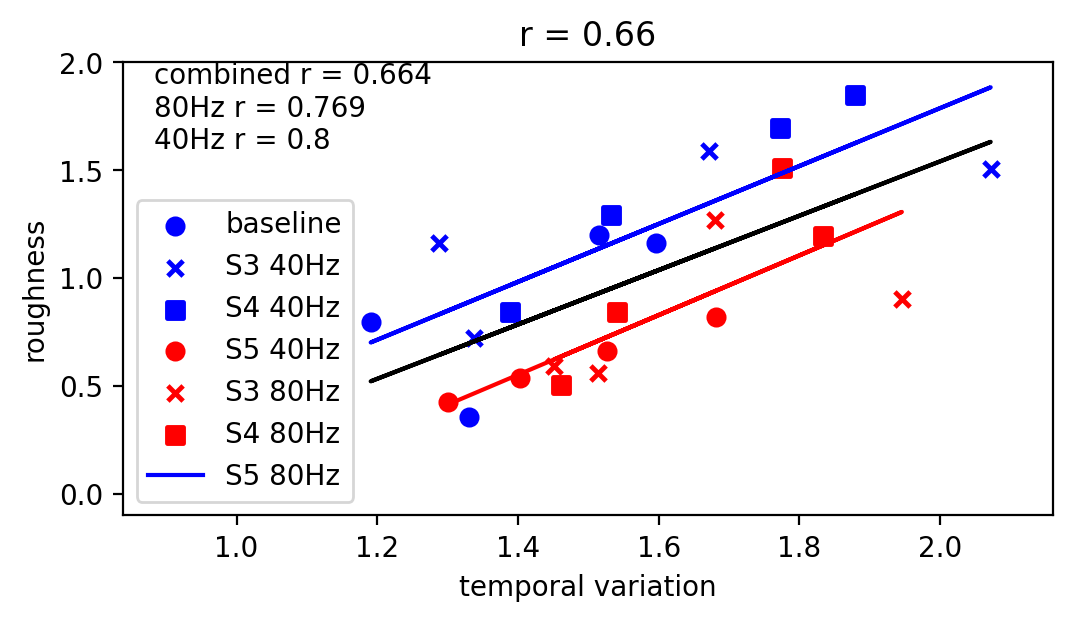 r = 0.66
combined r = 0.664
80Hz r = 0.769
40Hz r = 0.8
baseline
S3 40Hz
S4 40Hz
S5 40Hz
S3 80Hz
S4 80Hz
S5 80Hz
roughness
2.0
1.5
1.0
0.5
0.0
1.0 1.2 1.4 1.6 1.8 2.0
temporal variation